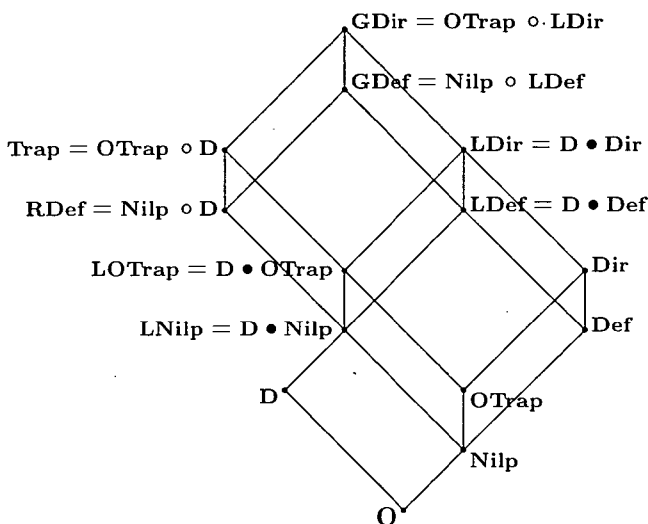 GDir = OTrap ∘ LDir
GDef = Nilp ∘ LDef
Trap = OTrap ∘ D
LDir = D • Dir
RDef = Nilp ∘ D
LDef = D • Def
LOTrap = D • OTrap
Dir
LNilp = D • Nilp
Def
D
OTrap
Nilp
O